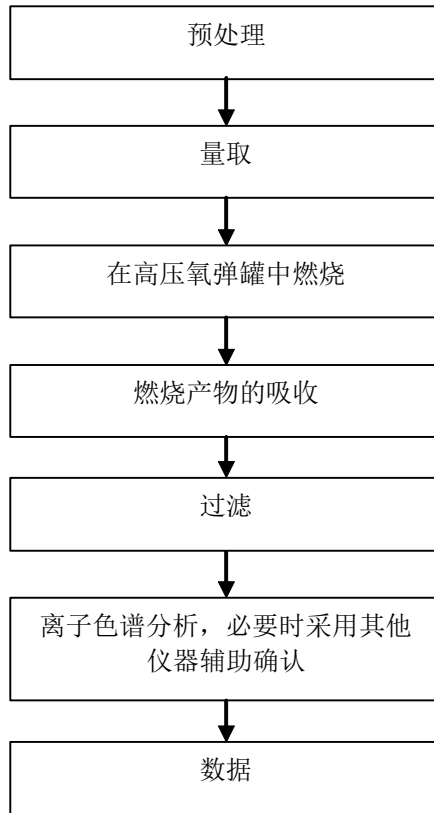 预处理
量取
在高压氧弹罐中燃烧
燃烧产物的吸收
过滤
离子色谱分析，必要时采用其他
仪器辅助确认
数据